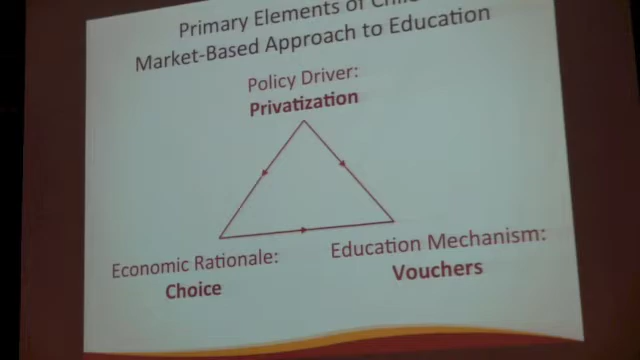 Primary Elements of
Market-Based Approach to Education
Policy Driver:
Privatization
Economic Rationale:
Choice
Education Mechanism:
Vouchers